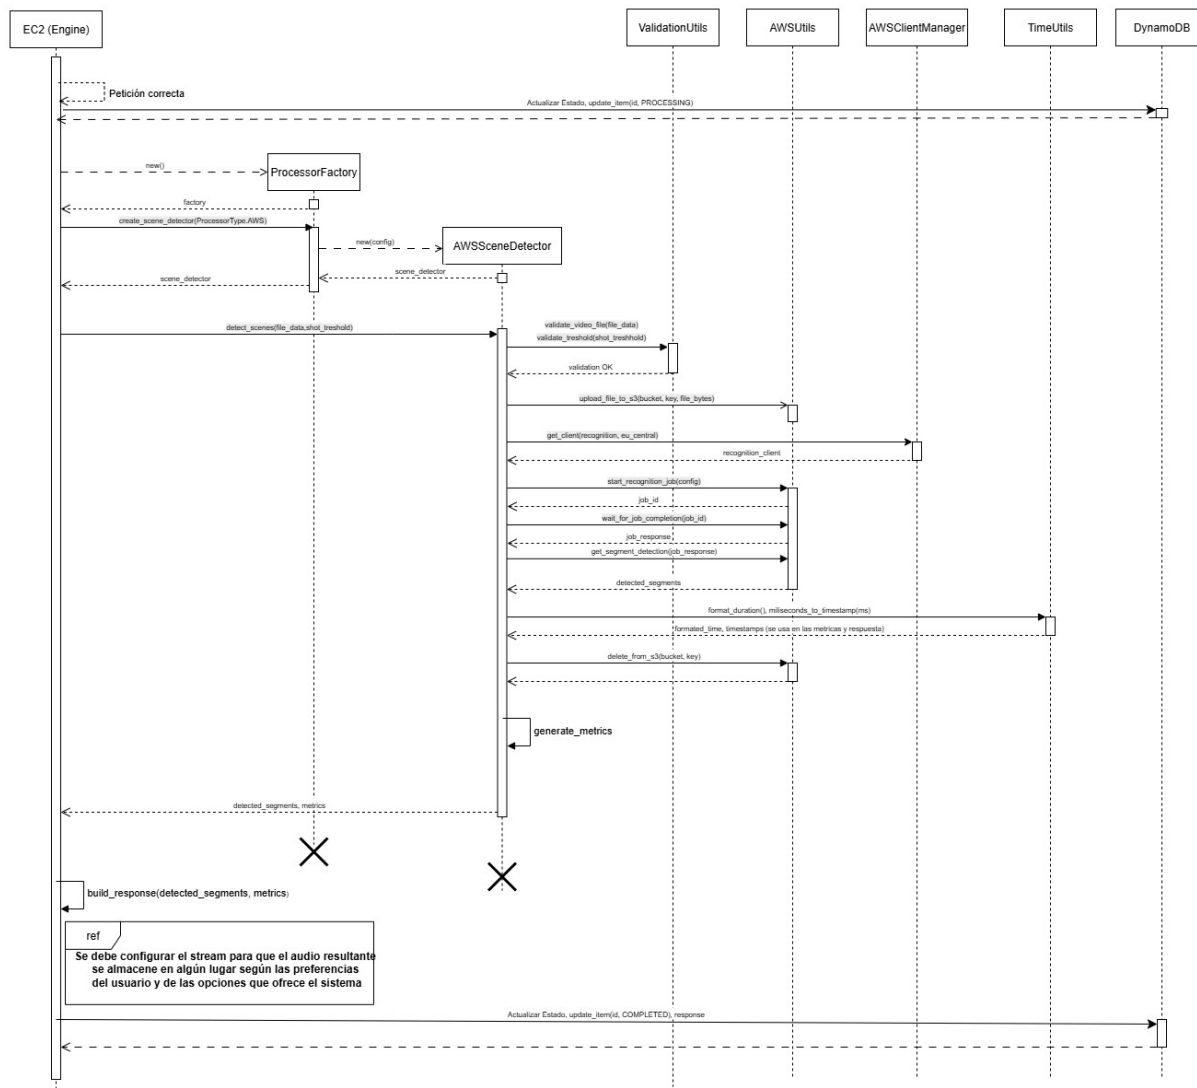 EC2 (Engine)
ValidationUtils
AWSUtils
AWSClientManager
TimeUtils
DynamoDB
Petición correcta
Actualizar Estado, update_item(id, PROCESSING)
new()
ProcessorFactory
factory
create_scene_detector(ProcessorType.AWS)
new(config)
AWSSceneDetector
scene_detector
scene_detector
detect_scenes(file_data,shot_treshold)
validate_video_file(file_data)
validate_treshold(shot_treshhold)
validation OK
upload_file_to_s3(bucket, key, file_bytes)
get_client(recognition, eu_central)
recognition_client
start_recognition_job(config)
job_id
wait_for_job_completion(job_id)
job_response
get_segment_detection(job_response)
detected_segments
format_duration(), miliseconds_to_timestamp(ms)
formated_time, timestamps (se usa en las metricas y respuesta)
delete_from_s3(bucket, key)
generate_metrics
detected_segments, metrics
build_response(detected_segments, metrics)
ref
Se debe configurar el stream para que el audio resultante
se almacene en algún lugar según las preferencias
del usuario y de las opciones que ofrece el sistema
Actualizar Estado, update_item(id, COMPLETED), response